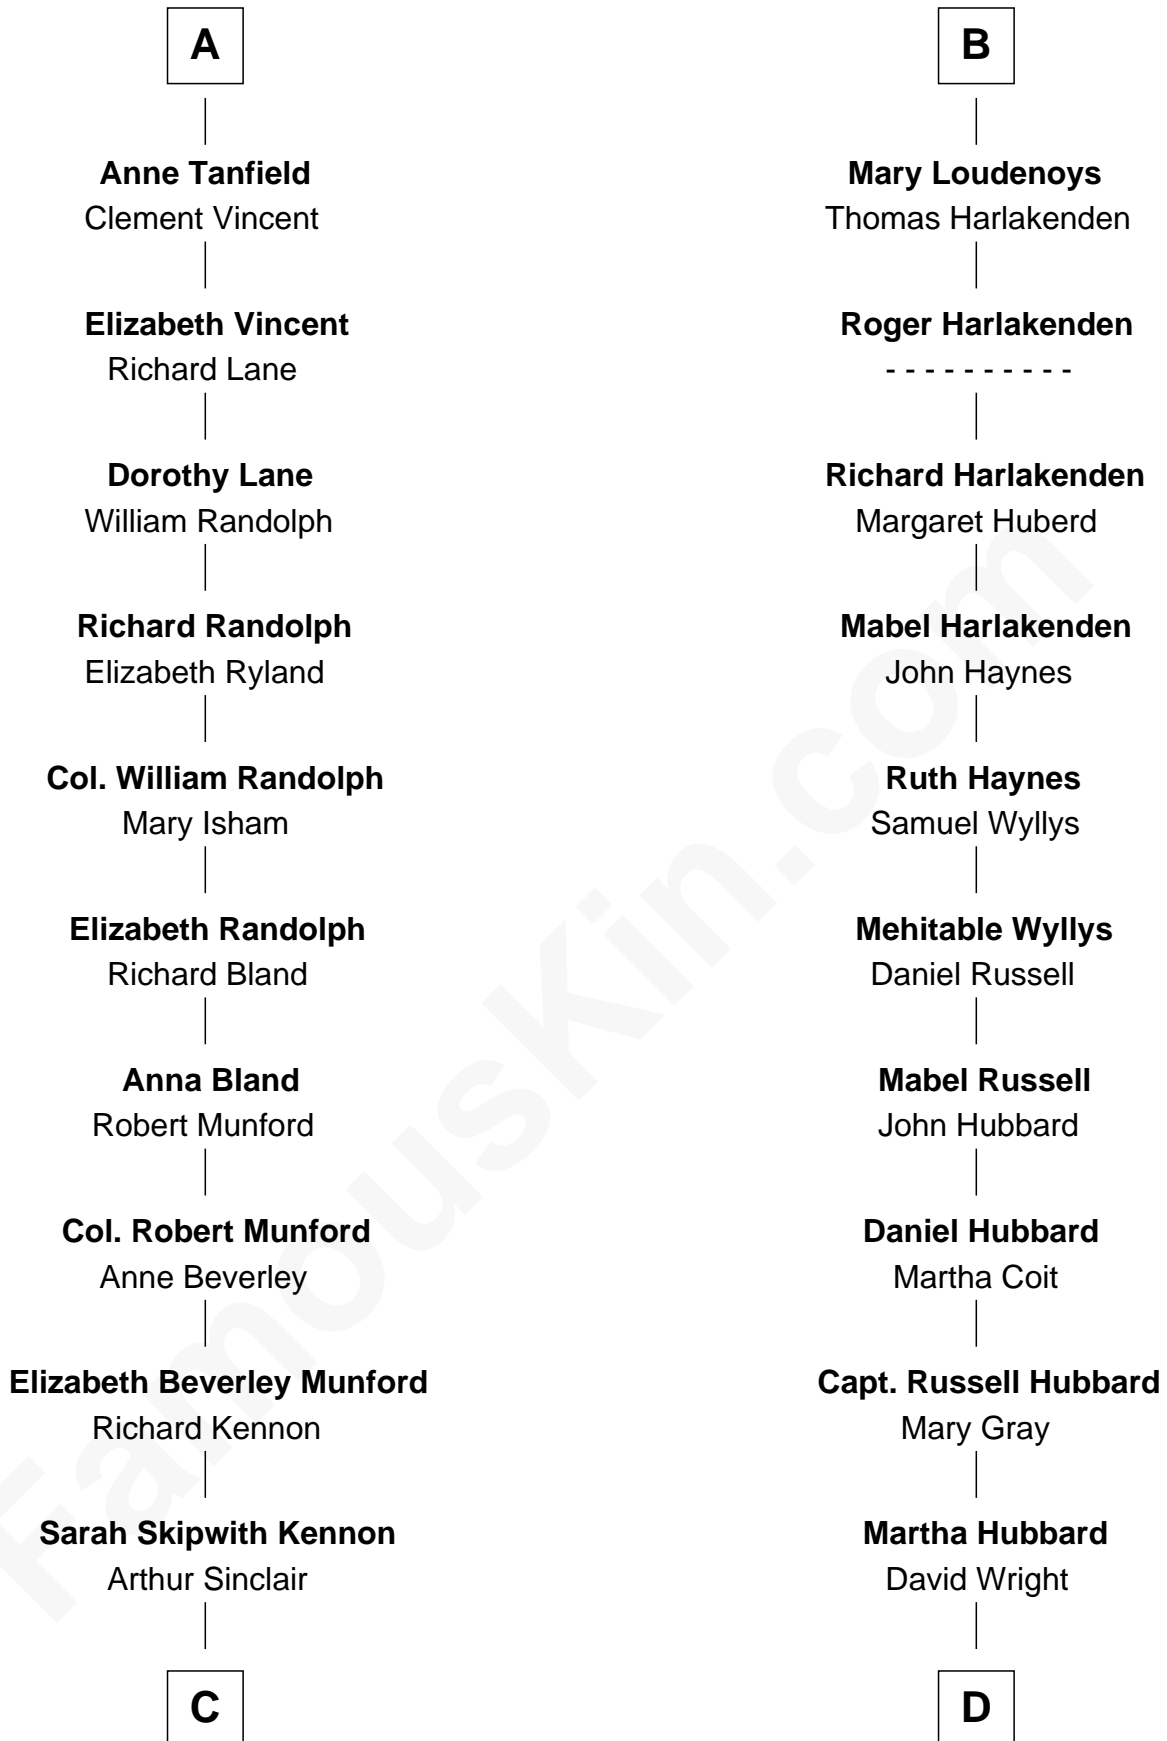 A
Anne Tanfield
Clement Vincent
Elizabeth Vincent
Richard Lane
Dorothy Lane
William Randolph
Richard Randolph
Elizabeth Ryland
Col. William Randolph
Mary Isham
Elizabeth Randolph
Richard Bland
Anna Bland
Robert Munford
Col. Robert Munford
Anne Beverley
Elizabeth Beverley Munford
Richard Kennon
Sarah Skipwith Kennon
Arthur Sinclair
C
B
Mary Loudenoys
Thomas Harlakenden
Roger Harlakenden
- - - - - - - - - -
Richard Harlakenden
Margaret Huberd
Mabel Harlakenden
John Haynes
Ruth Haynes
Samuel Wyllys
Mehitable Wyllys
Daniel Russell
Mabel Russell
John Hubbard
Daniel Hubbard
Martha Coit
Capt. Russell Hubbard
Mary Gray
Martha Hubbard
David Wright
D
FamousKin.com